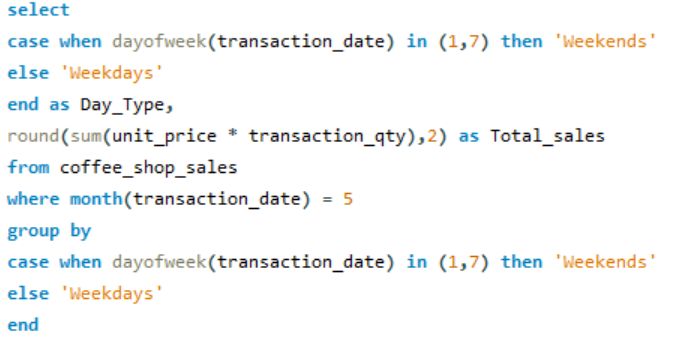 select
case when dayofweek(transaction_date) in (1,7) then 'Weekends'
else 'Weekdays'
end as Day_Type,
round(sum(unit_price * transaction_qty),2) as Total_sales
from coffee_shop_sales
where month(transaction_date) = 5
group by
case when dayofweek(transaction_date) in (1,7) then 'Weekends'
else 'Weekdays'
end